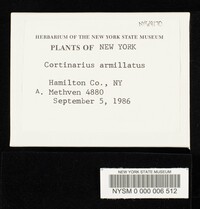 HERBARIUM OF THE NEW YORK STATE MUSEUM
PLANTS OF NEW YORK
Cortinarius armillatus
Hamilton Co., NY
A. Methven 4880
September 5, 1986
NEW YORK STATE MUSEUM
NYSM 0 000 006 512